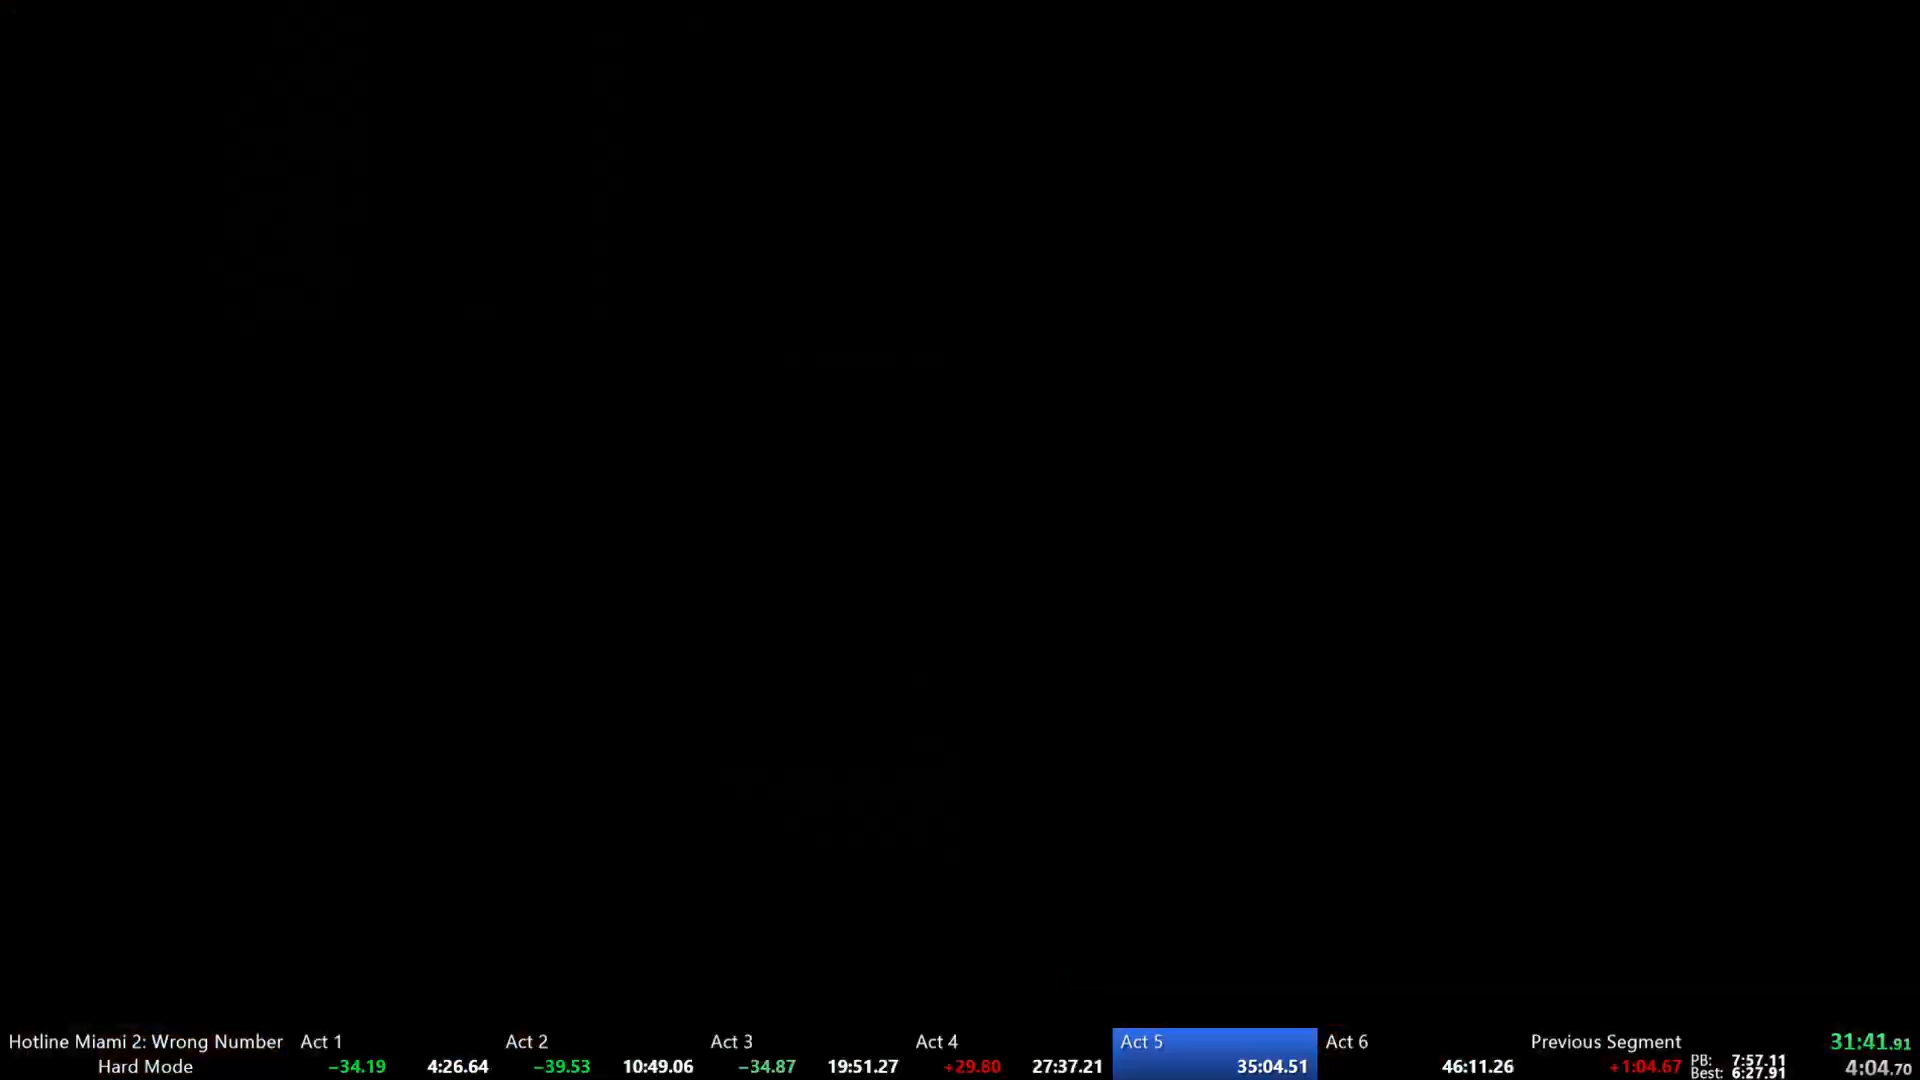 Hotline Miami 2: Wrong Number
Hard Mode
Act 1
−34.19 4:26.64
Act 2
−39.53 10:49.06
Act 3
−34.87 19:51.27
Act 4
+29.80 27:37.21
Act 5
35:04.51
Act 6
46:11.26
Previous Segment
+1:04.67
PB: 7:57.11
Best: 6:27.91
31:41.91
4:04.70